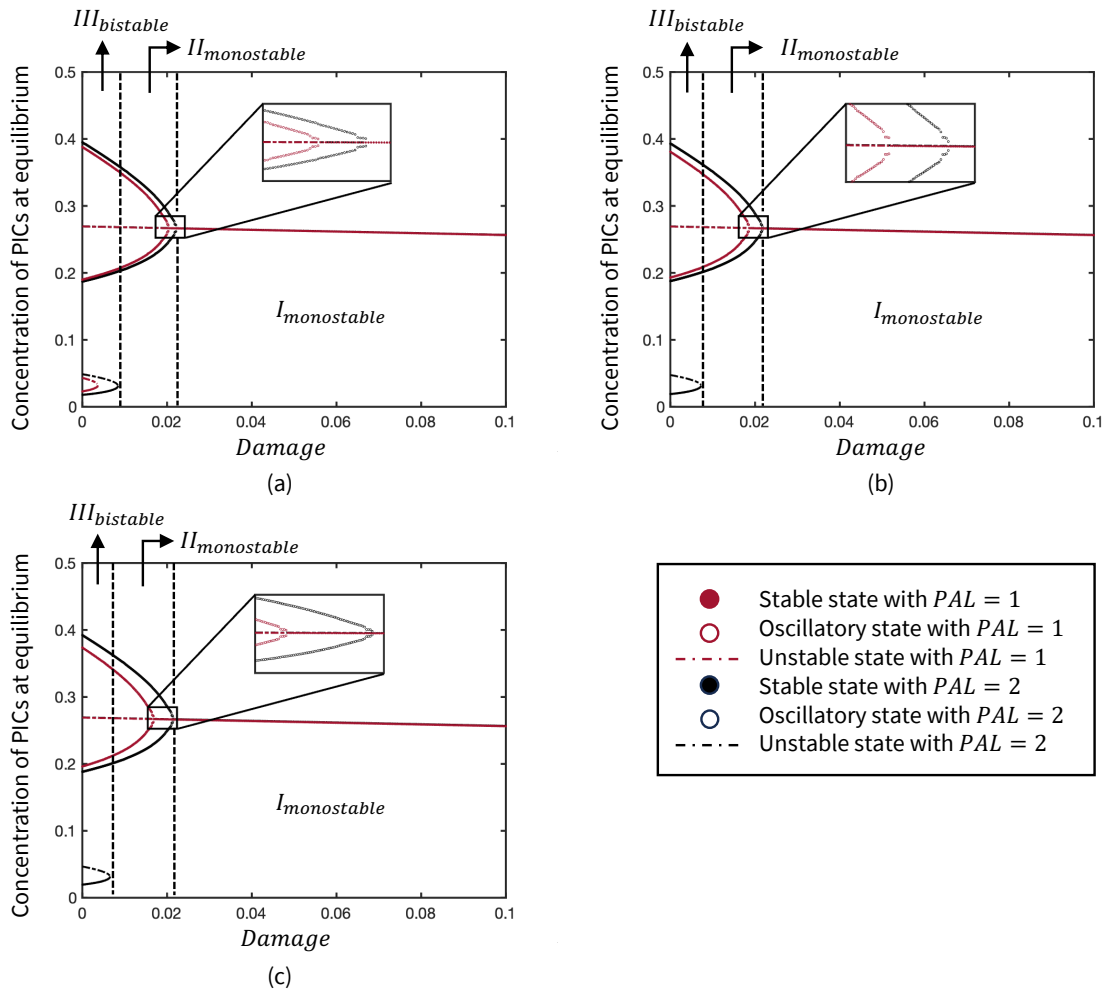 III_bistable
II_monostable
Concentration of PICs at equilibrium
0.5
0.4
0.3
0.2
0.1
0
I_monostable
0 0.02 0.04 0.06 0.08 0.1
Damage
(a)
III_bistable
II_monostable
Concentration of PICs at equilibrium
0.5
0.4
0.3
0.2
0.1
0
I_monostable
0 0.02 0.04 0.06 0.08 0.1
Damage
(b)
III_bistable
II_monostable
Concentration of PICs at equilibrium
0.5
0.4
0.3
0.2
0.1
0
I_monostable
0 0.02 0.04 0.06 0.08 0.1
Damage
(c)
Stable state with PAL = 1
Oscillatory state with PAL = 1
Unstable state with PAL = 1
Stable state with PAL = 2
Oscillatory state with PAL = 2
Unstable state with PAL = 2